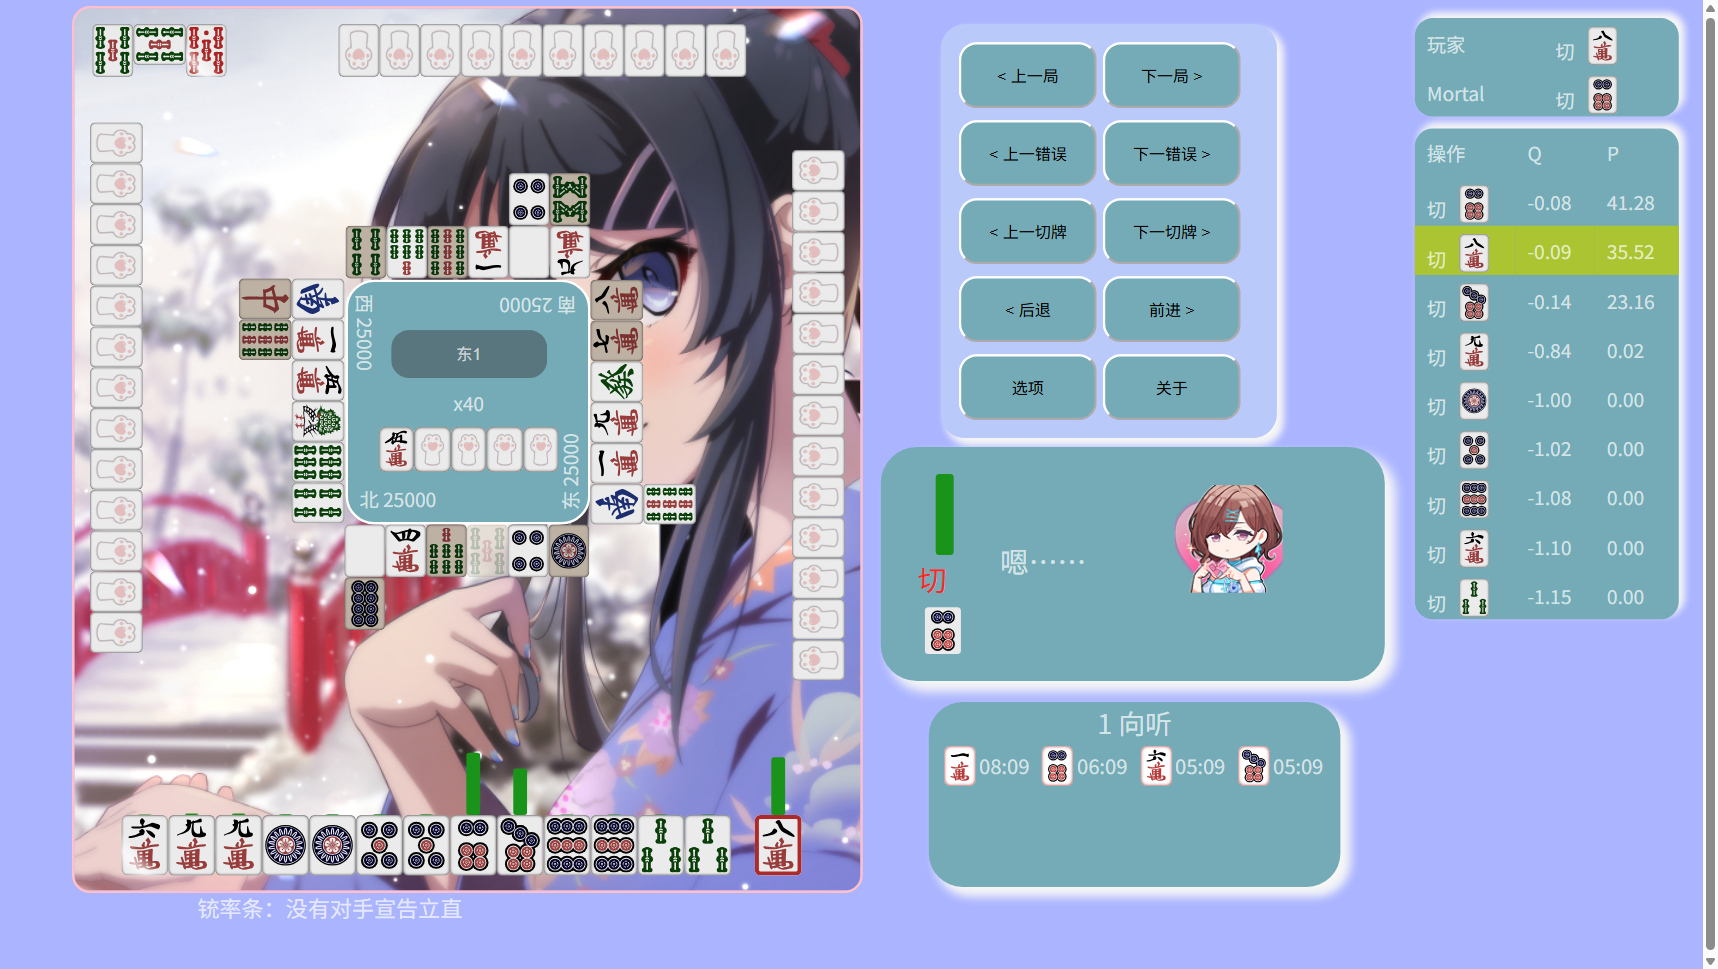 西 25000
南 25000
东1
x40
北 25000
东 25000
铳率条：没有对手宣告立直
< 上一局
下一局 >
< 上一错误
下一错误 >
< 上一切牌
下一切牌 >
< 后退
前进 >
选项
关于
切
嗯……
1 向听
08:09 06:09 05:09 05:09
玩家 切
Mortal 切
操作 Q P
切 -0.08 41.28
切 -0.09 35.52
切 -0.14 23.16
切 -0.84 0.02
切 -1.00 0.00
切 -1.02 0.00
切 -1.08 0.00
切 -1.10 0.00
切 -1.15 0.00